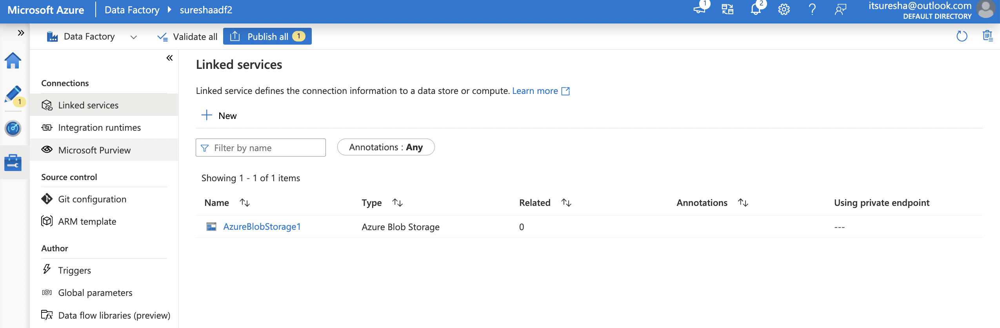 Microsoft Azure
Data Factory
sureshaadf2
1
2
itsuresha@outlook.com
DEFAULT DIRECTORY
Data Factory
Validate all
Publish all
1
1
Connections
Linked services
Integration runtimes
Microsoft Purview
Source control
Git configuration
ARM template
Author
Triggers
Global parameters
Data flow libraries (preview)
Linked services
Linked service defines the connection information to a data store or compute. Learn more
New
Filter by name
Annotations : Any
Showing 1 - 1 of 1 items
Name Type Related Annotations Using private endpoint
AzureBlobStorage1 Azure Blob Storage 0 ---